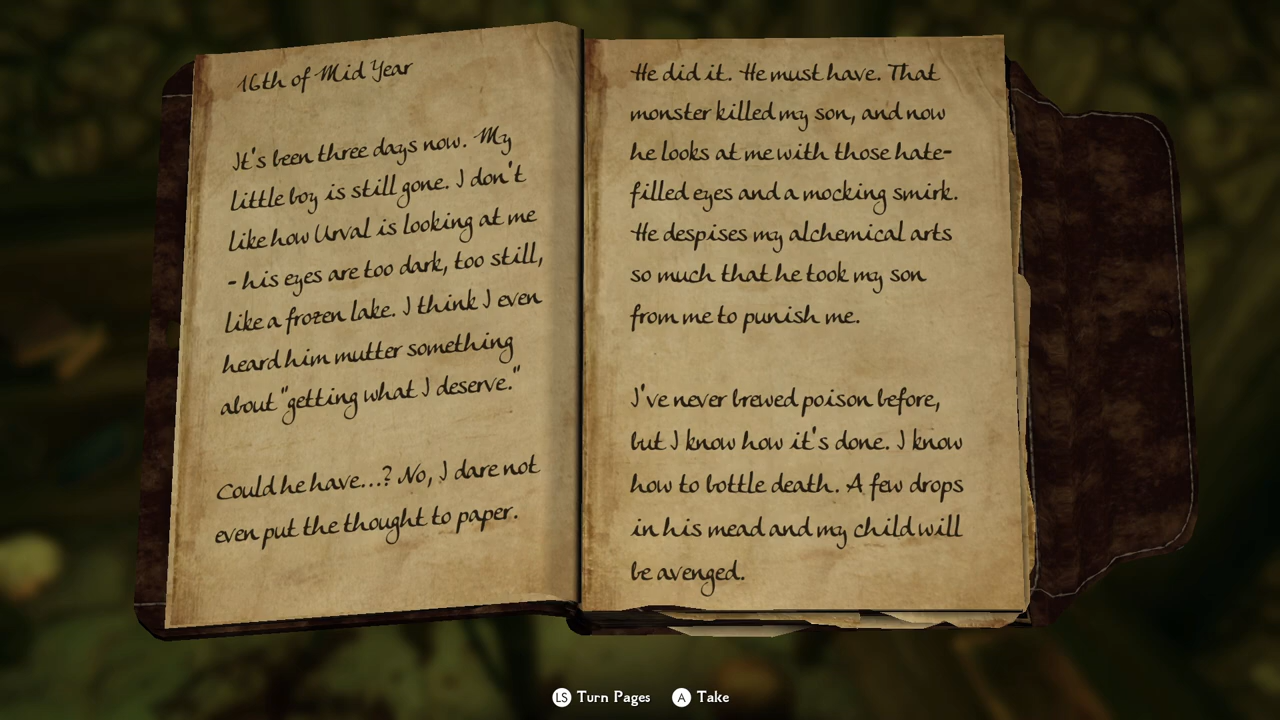 16th of Mid Year
It's been three days now. My
little boy is still gone. I don't
like how Urval is looking at me
- his eyes are too dark, too still,
like a frozen lake. I think I even
heard him mutter something
about "getting what I deserve."
Could he have...? No, I dare not
even put the thought to paper.
He did it. He must have. That
monster killed my son, and now
he looks at me with those hate-
filled eyes and a mocking smirk.
He despises my alchemical arts
so much that he took my son
from me to punish me.
I've never brewed poison before,
but I know how it's done. I know
how to bottle death. A few drops
in his mead and my child will
be avenged.
LS Turn Pages A Take